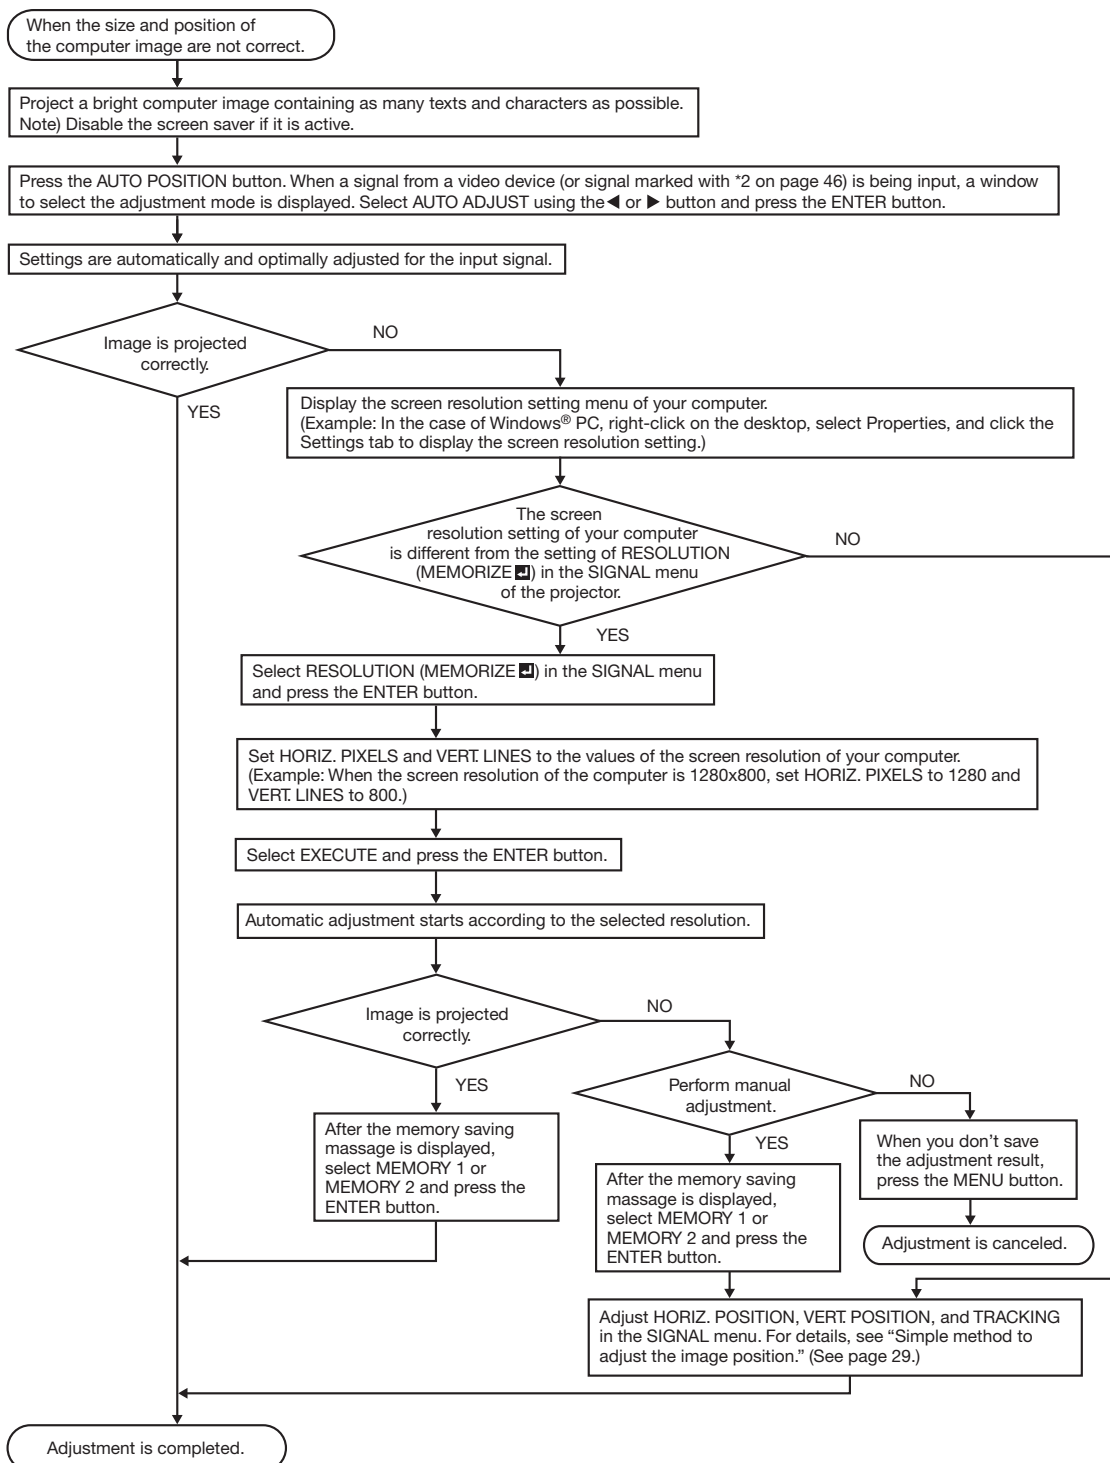 When the size and position of
the computer image are not correct.
Project a bright computer image containing as many texts and characters as possible.
Note) Disable the screen saver if it is active.
Press the AUTO POSITION button. When a signal from a video device (or signal marked with *2 on page 46) is being input, a window
to select the adjustment mode is displayed. Select AUTO ADJUST using the ◀ or ▶ button and press the ENTER button.
Settings are automatically and optimally adjusted for the input signal.
Image is projected
correctly.
NO
YES
Display the screen resolution setting menu of your computer.
(Example: In the case of Windows® PC, right-click on the desktop, select Properties, and click the
Settings tab to display the screen resolution setting.)
The screen
resolution setting of your computer
is different from the setting of RESOLUTION
(MEMORIZE ↵) in the SIGNAL menu
of the projector.
NO
YES
Select RESOLUTION (MEMORIZE ↵) in the SIGNAL menu
and press the ENTER button.
Set HORIZ. PIXELS and VERT. LINES to the values of the screen resolution of your computer.
(Example: When the screen resolution of the computer is 1280x800, set HORIZ. PIXELS to 1280 and
VERT. LINES to 800.)
Select EXECUTE and press the ENTER button.
Automatic adjustment starts according to the selected resolution.
Image is projected
correctly.
NO
YES
Perform manual
adjustment.
NO
YES
After the memory saving
massage is displayed,
select MEMORY 1 or
MEMORY 2 and press the
ENTER button.
After the memory saving
massage is displayed,
select MEMORY 1 or
MEMORY 2 and press the
ENTER button.
When you don't save
the adjustment result,
press the MENU button.
Adjustment is canceled.
Adjust HORIZ. POSITION, VERT. POSITION, and TRACKING
in the SIGNAL menu. For details, see “Simple method to
adjust the image position.” (See page 29.)
Adjustment is completed.